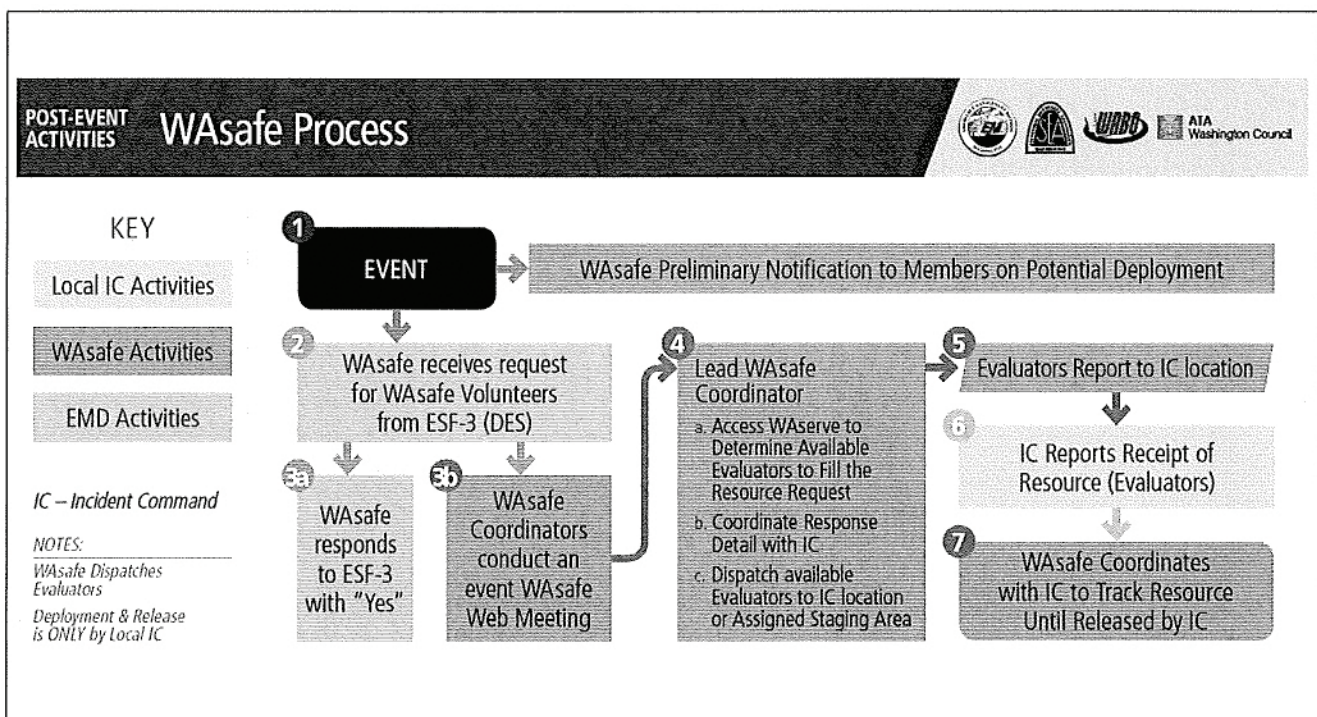 POST-EVENT
ACTIVITIES
WAsafe Process
WABO
AIA
Washington Council
KEY
Local IC Activities
WAsafe Activities
EMD Activities
IC – Incident Command
NOTES:
WAsafe Dispatches
Evaluators
Deployment & Release
is ONLY by Local IC
1
EVENT
WAsafe Preliminary Notification to Members on Potential Deployment
2
WAsafe receives request
for WAsafe Volunteers
from ESF-3 (DES)
3a
WAsafe
responds
to ESF-3
with "Yes"
3b
WAsafe
Coordinators
conduct an
event WAsafe
Web Meeting
4
Lead WAsafe
Coordinator
a. Access WAserve to
Determine Available
Evaluators to Fill the
Resource Request
b. Coordinate Response
Detail with IC
c. Dispatch available
Evaluators to IC location
or Assigned Staging Area
5
Evaluators Report to IC location
6
IC Reports Receipt of
Resource (Evaluators)
7
WAsafe Coordinates
with IC to Track Resource
Until Released by IC